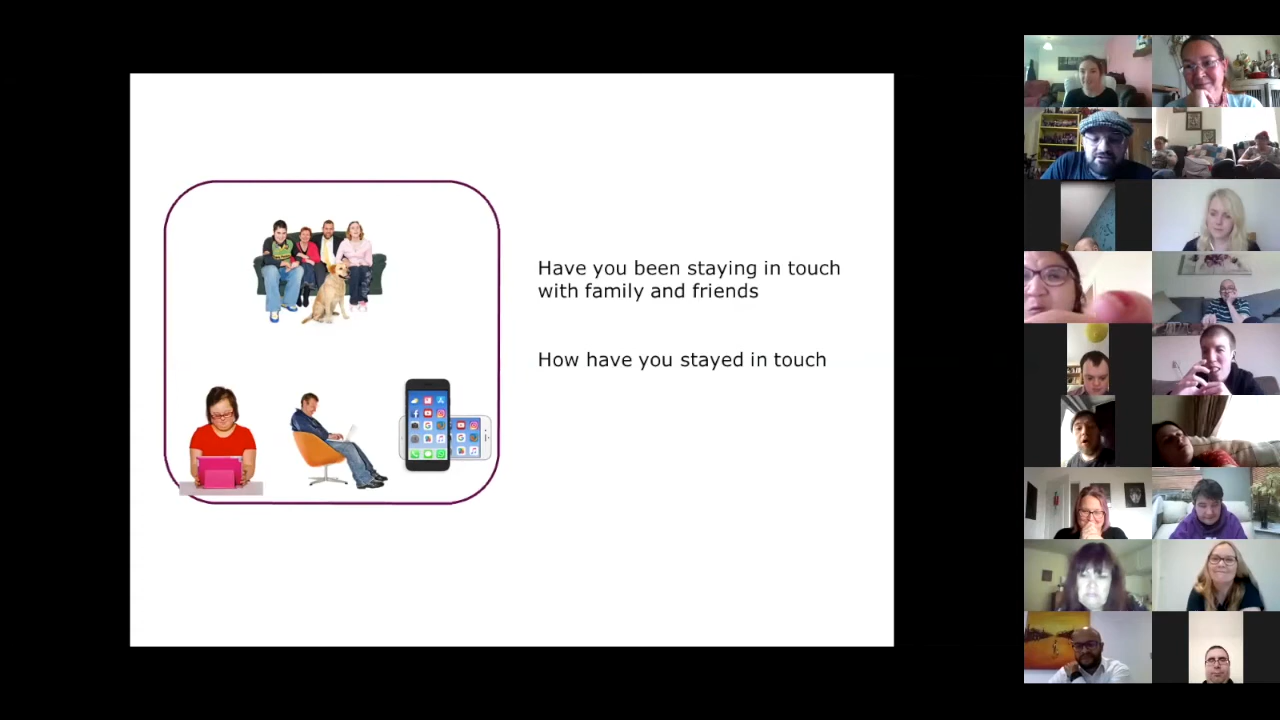 Have you been staying in touch
with family and friends
How have you stayed in touch